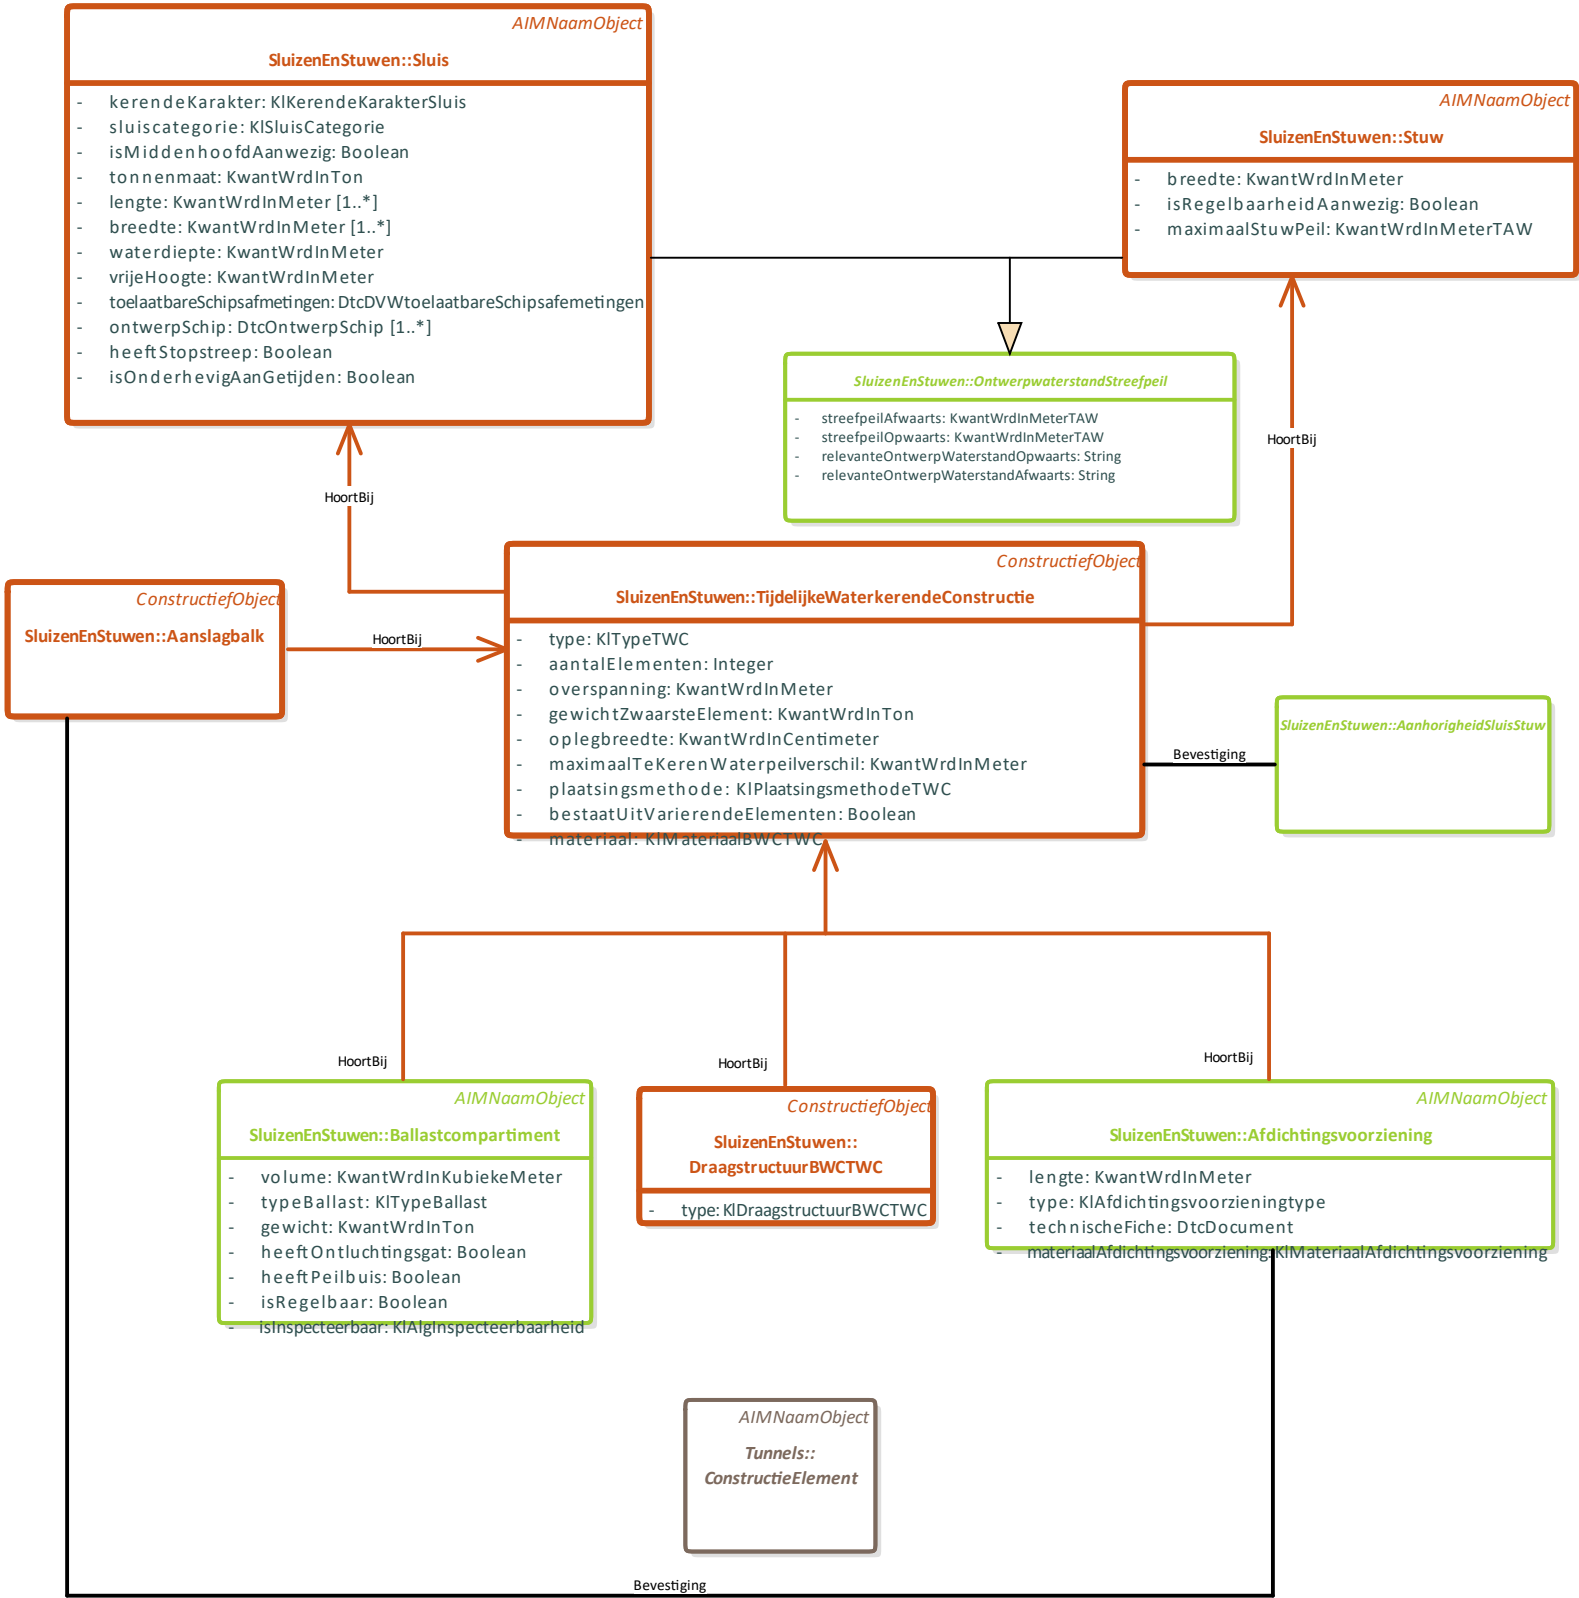 AIMNaamObject
SluizenEnStuwen::Sluis
- kerendeKarakter: KlKerendeKarakterSluis
- sluiscategorie: KlSluisCategorie
- isMiddenhoofdAanwezig: Boolean
- tonnenmaat: KwantWrdInTon
- lengte: KwantWrdInMeter [1..*]
- breedte: KwantWrdInMeter [1..*]
- waterdiepte: KwantWrdInMeter
- vrijeHoogte: KwantWrdInMeter
- toelaatbareSchipsafmetingen: DtcDVWtoelaatbareSchipsafemetingen
- ontwerpSchip: DtcOntwerpSchip [1..*]
- heeftStopstreep: Boolean
- isOnderhevigAanGetijden: Boolean
AIMNaamObject
SluizenEnStuwen::Stuw
- breedte: KwantWrdInMeter
- isRegelbaarheidAanwezig: Boolean
- maximaalStuwPeil: KwantWrdInMeterTAW
SluizenEnStuwen::OntwerpwaterstandStreefpeil
- streefpeilAfwaarts: KwantWrdInMeterTAW
- streefpeilOpwaarts: KwantWrdInMeterTAW
- relevanteOntwerpWaterstandOpwaarts: String
- relevanteOntwerpWaterstandAfwaarts: String
HoortBij
HoortBij
ConstructiefObject
SluizenEnStuwen::Aanslagbalk
HoortBij
ConstructiefObject
SluizenEnStuwen::TijdelijkeWaterkerendeConstructie
- type: KlTypeTWC
- aantalElementen: Integer
- overspanning: KwantWrdInMeter
- gewichtZwaarsteElement: KwantWrdInTon
- oplegbreedte: KwantWrdInCentimeter
- maximaalTeKerenWaterpeilverschil: KwantWrdInMeter
- plaatsingsmethode: KlPlaatsingsmethodeTWC
- bestaatUitVarierendeElementen: Boolean
- materiaal: KlMateriaalBWCTWC
Bevestiging
SluizenEnStuwen::AanhorigheidSluisStuw
HoortBij
HoortBij
HoortBij
AIMNaamObject
SluizenEnStuwen::Ballastcompartiment
- volume: KwantWrdInKubiekeMeter
- typeBallast: KlTypeBallast
- gewicht: KwantWrdInTon
- heeftOntluchtingsgat: Boolean
- heeftPeilbuis: Boolean
- isRegelbaar: Boolean
- isInspecteerbaar: KlAlgInspecteerbaarheid
ConstructiefObject
SluizenEnStuwen::
DraagstructuurBWCTWC
- type: KlDraagstructuurBWCTWC
AIMNaamObject
SluizenEnStuwen::Afdichtingsvoorziening
- lengte: KwantWrdInMeter
- type: KlAfdichtingsvoorzieningtype
- technischeFiche: DtcDocument
- materiaalAfdichtingsvoorziening: KlMateriaalAfdichtingsvoorziening
AIMNaamObject
Tunnels::
ConstructieElement
Bevestiging